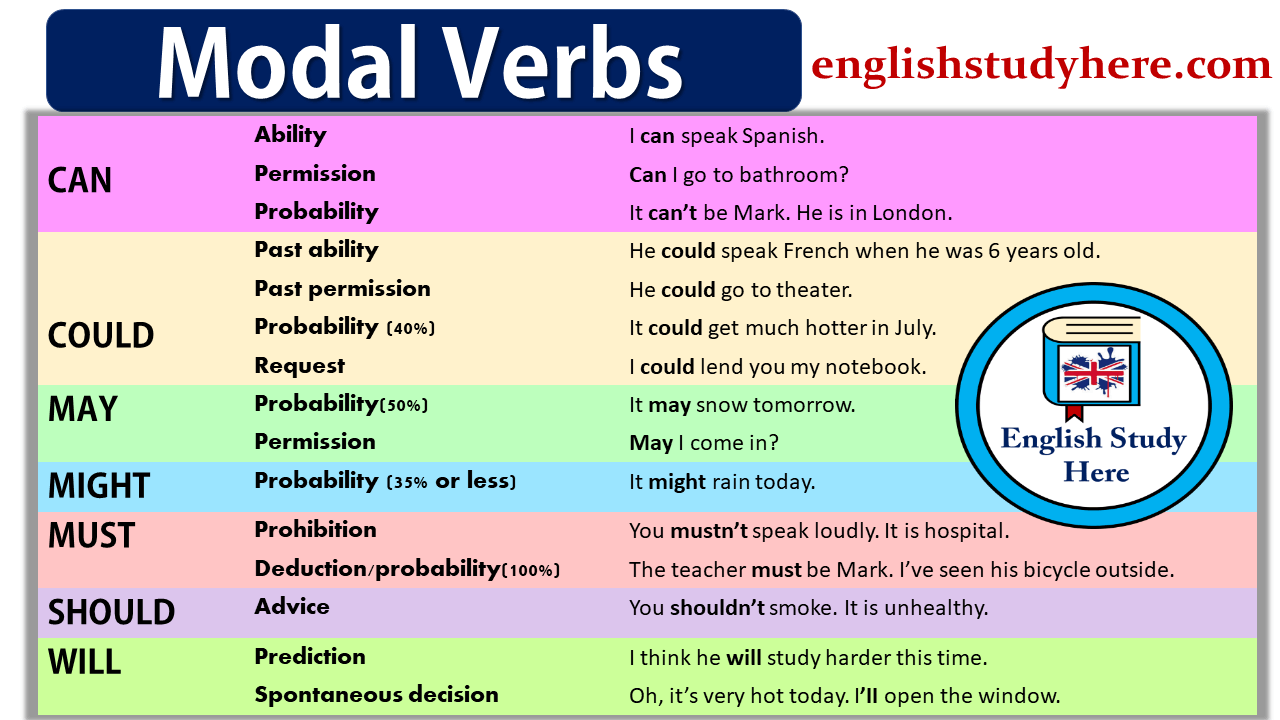 Modal Verbs
englishstudyhere.com
CAN
Ability I can speak Spanish.
Permission Can I go to bathroom?
Probability It can't be Mark. He is in London.
COULD
Past ability He could speak French when he was 6 years old.
Past permission He could go to theater.
Probability (40%) It could get much hotter in July.
Request I could lend you my notebook.
MAY
Probability(50%) It may snow tomorrow.
Permission May I come in?
MIGHT
Probability (35% or less) It might rain today.
MUST
Prohibition You mustn't speak loudly. It is hospital.
Deduction/probability(100%) The teacher must be Mark. I've seen his bicycle outside.
SHOULD
Advice You shouldn't smoke. It is unhealthy.
WILL
Prediction I think he will study harder this time.
Spontaneous decision Oh, it's very hot today. I'll open the window.
English Study
Here